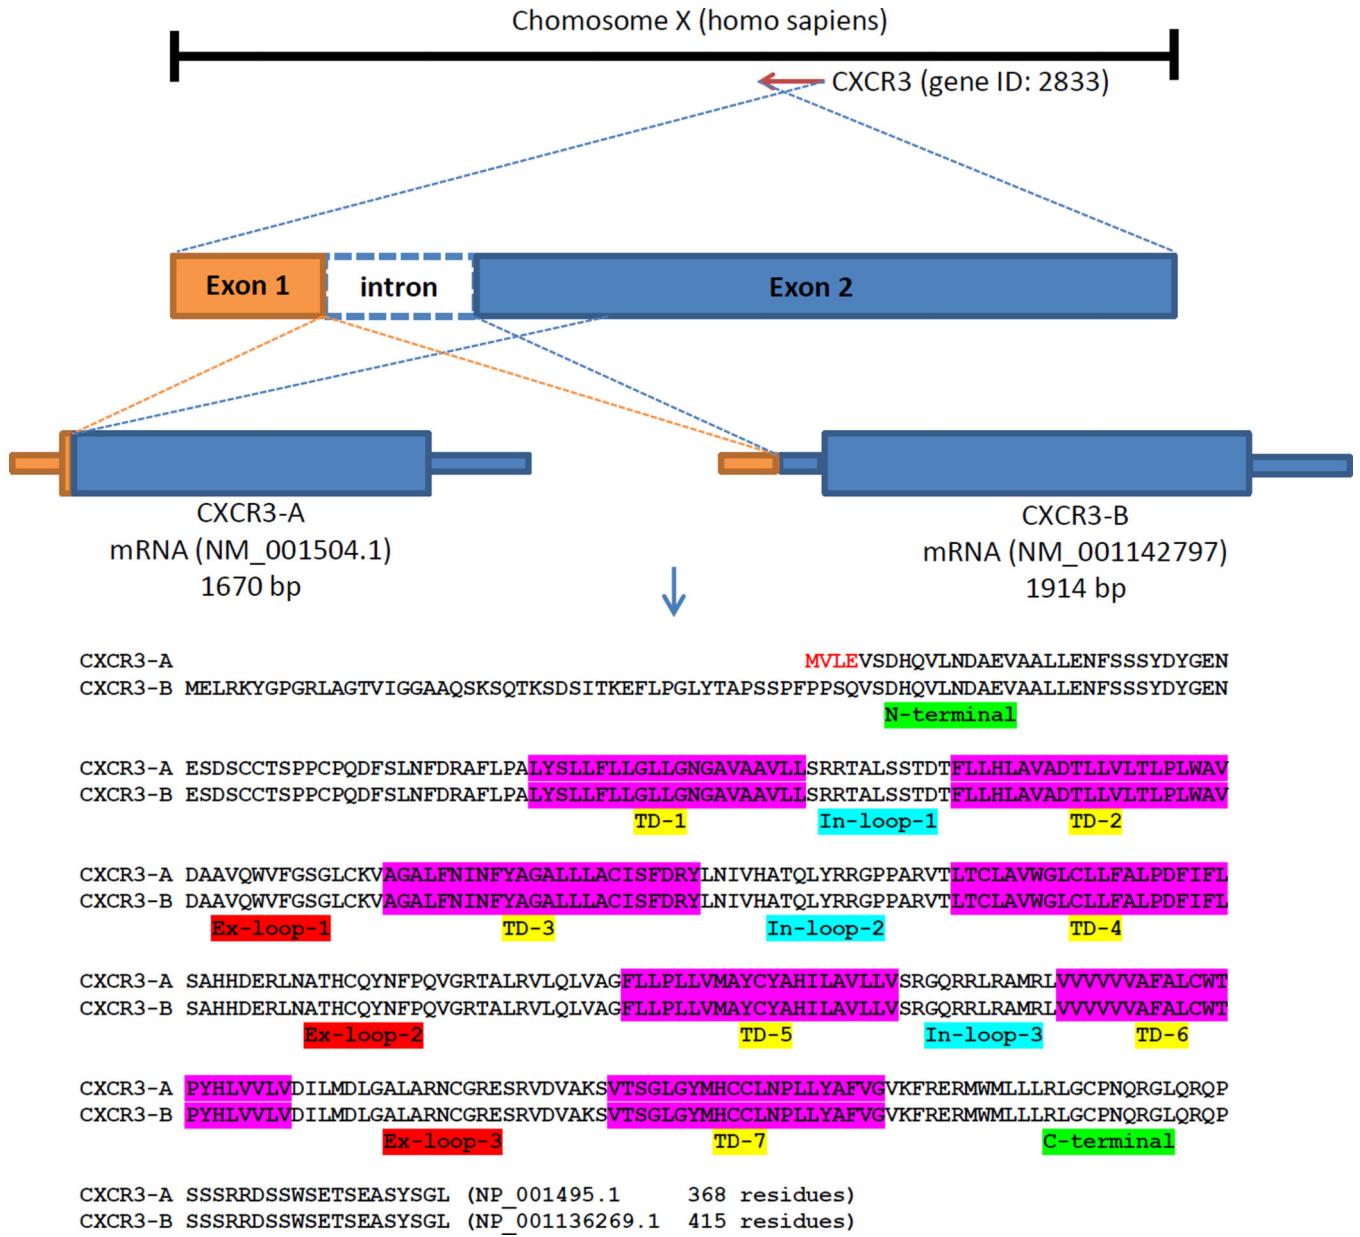 Chomosome X (homo sapiens)
CXCR3 (gene ID: 2833)
Exon 1 intron Exon 2
CXCR3-A
mRNA (NM_001504.1)
1670 bp
CXCR3-B
mRNA (NM_001142797)
1914 bp
CXCR3-A MVLEVSDHQVLNDAEVAALLENFSSSYDYGEN
CXCR3-B MELRKYGPGRLAGTVIGGAAQSKSQTKSDSITKEFLPGLYTAPSSPFPPSQVSDHQVLNDAEVAALLENFSSSYDYGEN
N-terminal
CXCR3-A ESDSCCTSPPCPQDFSLNFDRAFLPALYSLLFLLGLLGNGAVAAVLLSRRTALSSTDTFLLHLAVADTLLVLTLPLWAV
CXCR3-B ESDSCCTSPPCPQDFSLNFDRAFLPALYSLLFLLGLLGNGAVAAVLLSRRTALSSTDTFLLHLAVADTLLVLTLPLWAV
TD-1 In-loop-1 TD-2
CXCR3-A DAAVQWVFGSGLCKVAGALFNINFYAGALLLACISFDRYLNIVHATQLYRRGPPARVTLTCLAVWGLCLLFALPDFIFL
CXCR3-B DAAVQWVFGSGLCKVAGALFNINFYAGALLLACISFDRYLNIVHATQLYRRGPPARVTLTCLAVWGLCLLFALPDFIFL
Ex-loop-1 TD-3 In-loop-2 TD-4
CXCR3-A SAHHDERLNATHCQYNFPQVGRTALRVLQLVAGFLLPLLVMAYCYAHILAVLLVSRGQRRLRAMRLVVVVVVAFALCWT
CXCR3-B SAHHDERLNATHCQYNFPQVGRTALRVLQLVAGFLLPLLVMAYCYAHILAVLLVSRGQRRLRAMRLVVVVVVAFALCWT
Ex-loop-2 TD-5 In-loop-3 TD-6
CXCR3-A PYHLVVLVDILMDLGALARNCGRESRVDVAKSVTSGLGYMHCCLNPLLYAFVGVKFRERMWMLLLRLGCPNQRGLQRQP
CXCR3-B PYHLVVLVDILMDLGALARNCGRESRVDVAKSVTSGLGYMHCCLNPLLYAFVGVKFRERMWMLLLRLGCPNQRGLQRQP
Ex-loop-3 TD-7 C-terminal
CXCR3-A SSSRRDSSWSETSEASYSGL (NP_001495.1 368 residues)
CXCR3-B SSSRRDSSWSETSEASYSGL (NP_001136269.1 415 residues)